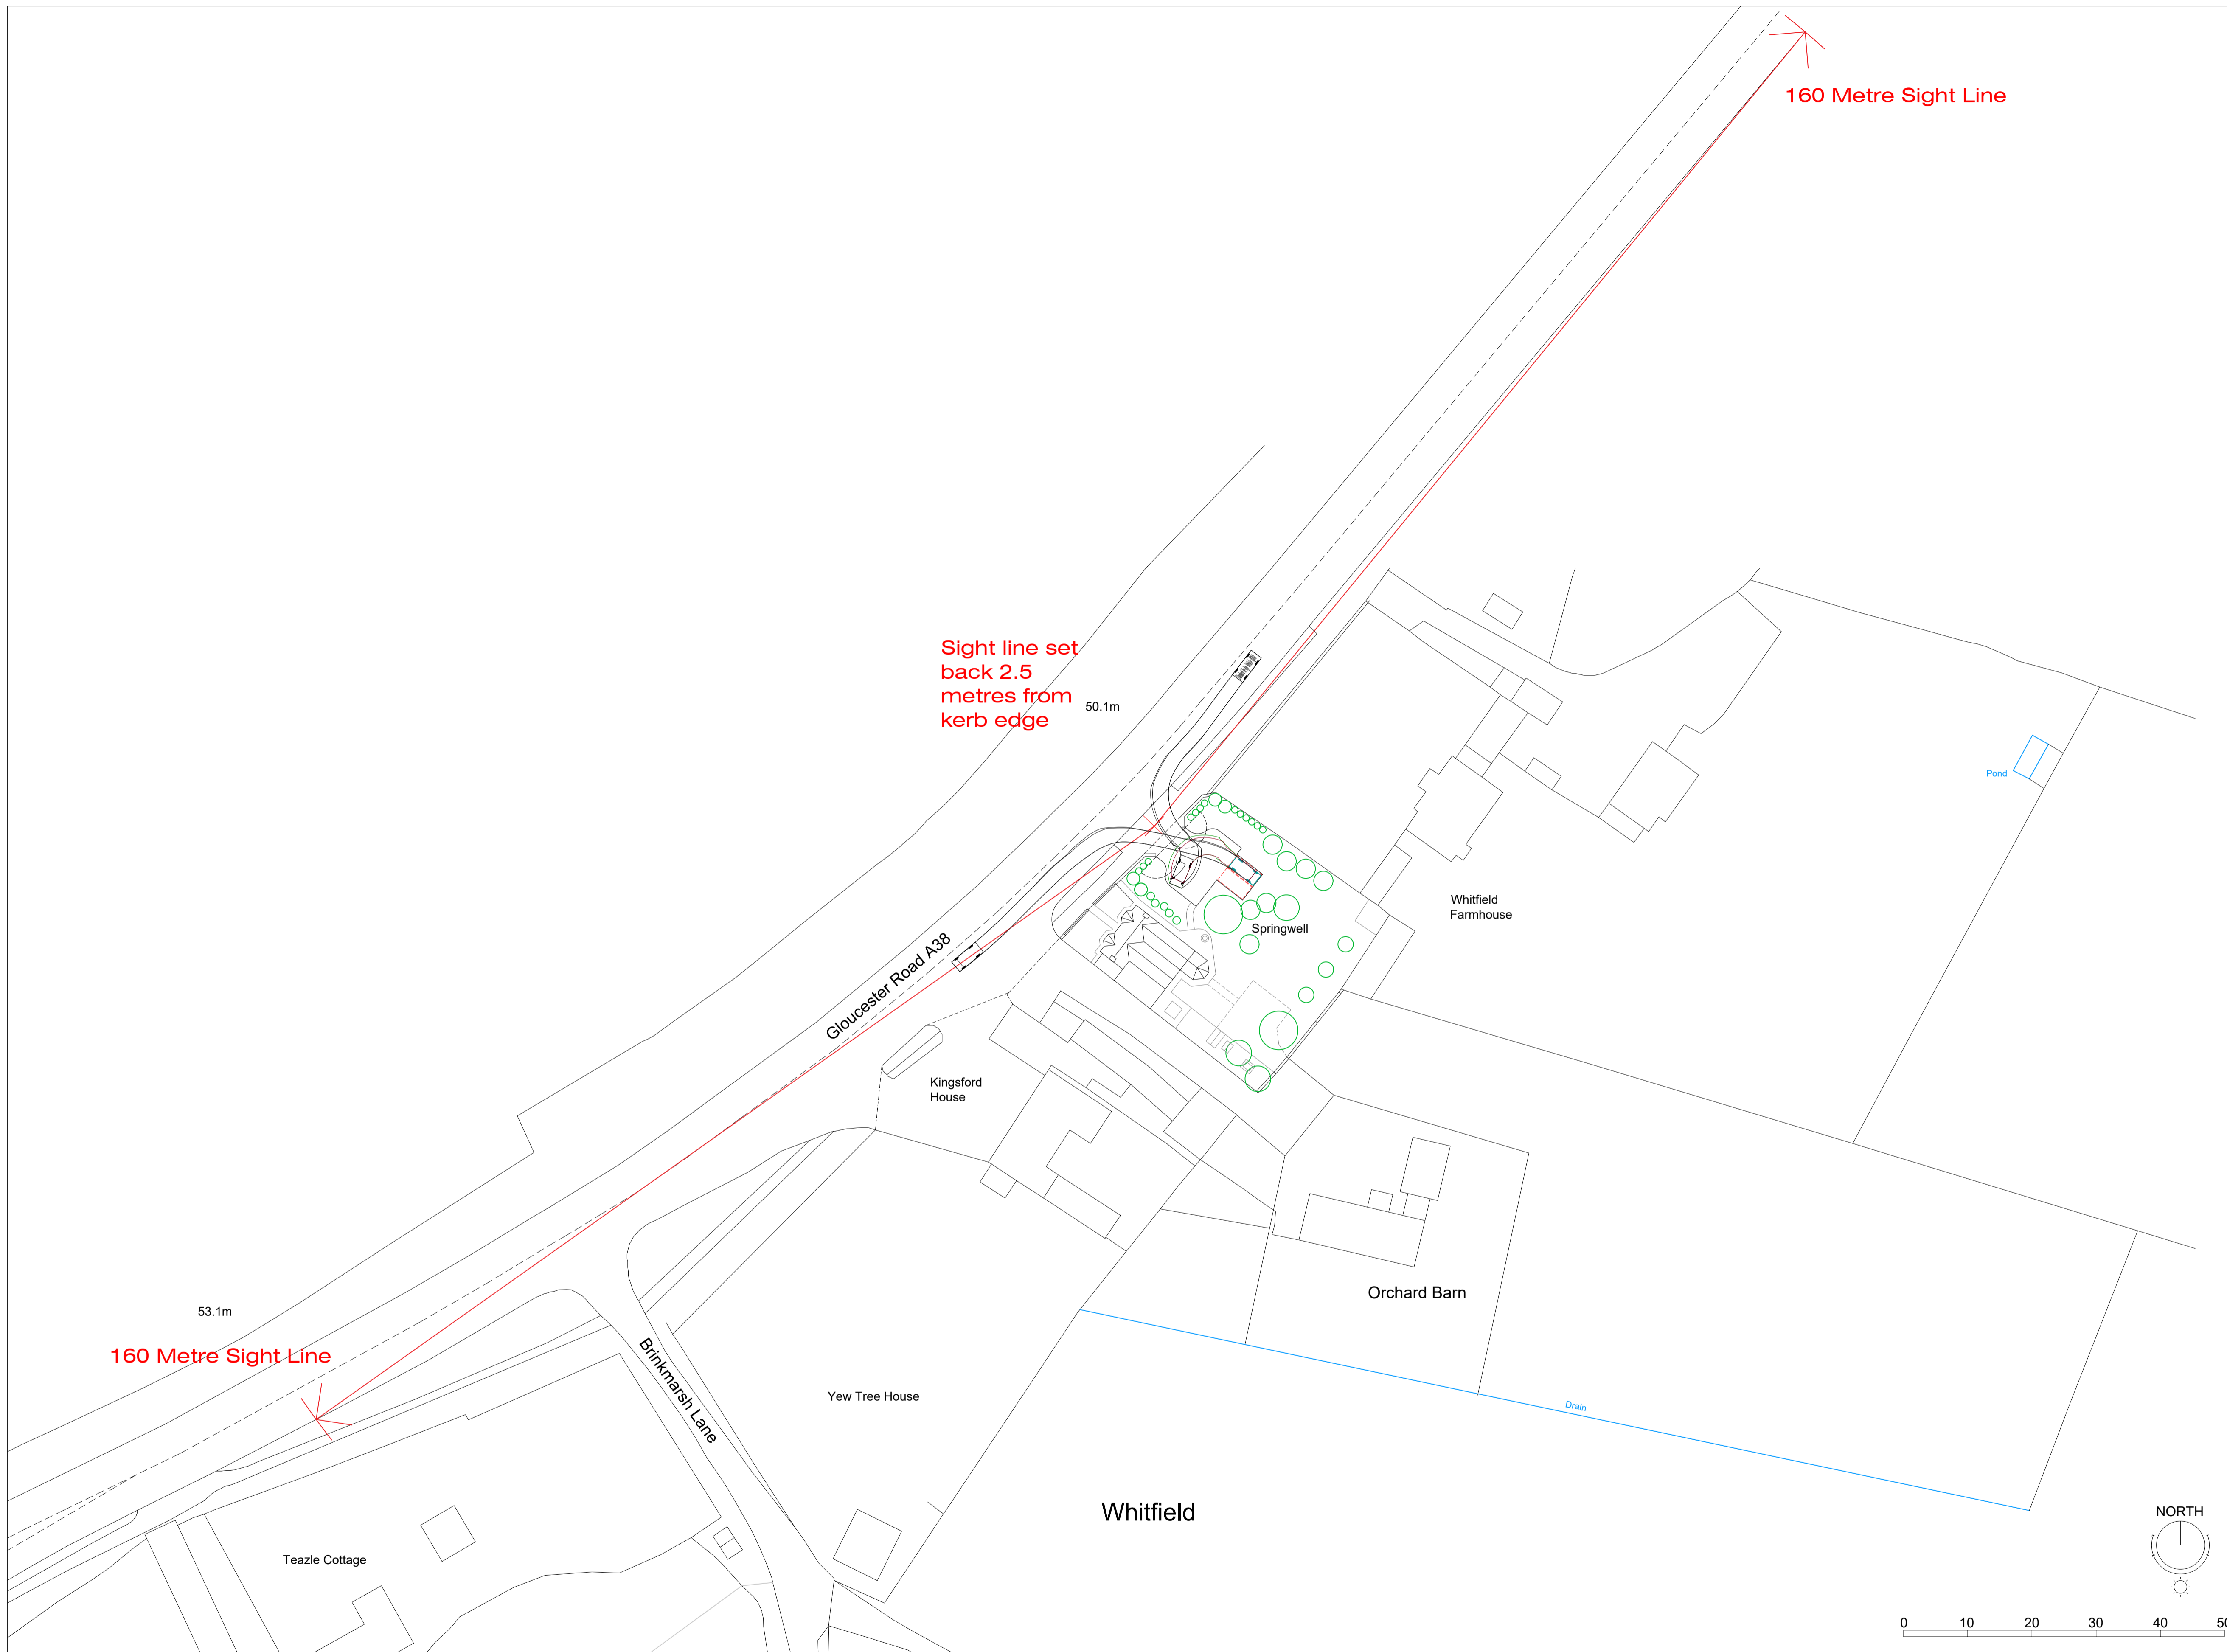 160 Metre Sight Line
Sight line set
back 2.5
metres from
kerb edge
50.1m
Pond
Whitfield
Farmhouse
Springwell
Gloucester Road A38
Kingsford
House
Orchard Barn
53.1m
160 Metre Sight Line
Brinkmarsh Lane
Yew Tree House
Drain
Whitfield
NORTH
Teazle Cottage
0 10 20 30 40 50